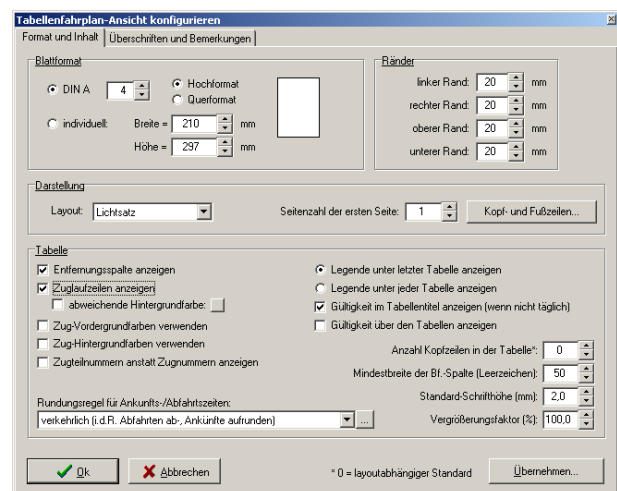 Tabellenfahrplan-Ansicht konfigurieren
Format und Inhalt
Überschriften und Bemerkungen
Blattformat
DIN A
4
Hochformat
Querformat
individuell:
Breite =
210
mm
Höhe =
297
mm
Ränder
linker Rand:
20
mm
rechter Rand:
20
mm
oberer Rand:
20
mm
unterer Rand:
20
mm
Darstellung
Layout:
Lichtsatz
Seitenzahl der ersten Seite:
1
Kopf- und Fußzeilen...
Tabelle
Entfernungsspalte anzeigen
Zuglaufzeilen anzeigen
abweichende Hintergrundfarbe:
Zug-Vordergrundfarben verwenden
Zug-Hintergrundfarben verwenden
Zugteilnummern anstatt Zugnummern anzeigen
Rundungsregel für Ankunfts-/Abfahrtszeiten:
verkehrlich (i.d.R. Abfahrten ab-, Ankünfte aufrunden)
...
Legende unter letzter Tabelle anzeigen
Legende unter jeder Tabelle anzeigen
Gültigkeit im Tabellentitel anzeigen (wenn nicht täglich)
Gültigkeit über den Tabellen anzeigen
Anzahl Kopfzeilen in der Tabelle*:
0
Mindestbreite der Bf.-Spalte (Leerzeichen):
50
Standard-Schrifthöhe (mm):
2,0
Vergrößerungsfaktor (%):
100,0
Ok
Abbrechen
* 0 = layoutabhängiger Standard
Übernehmen...